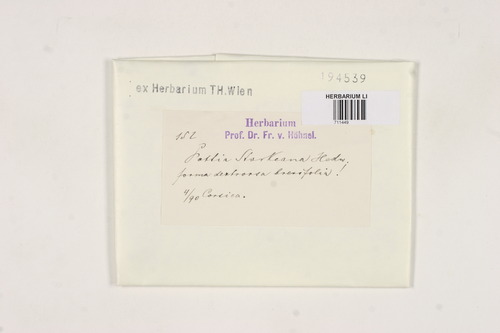 194539
ex Herbarium TH.Wien
HERBARIUM LI
Herbarium
Prof. Dr. Fr. v. Höhnel.
152.
Pottia Starkeana Hedw,
forma brevifolia!
4/90 Corsica.